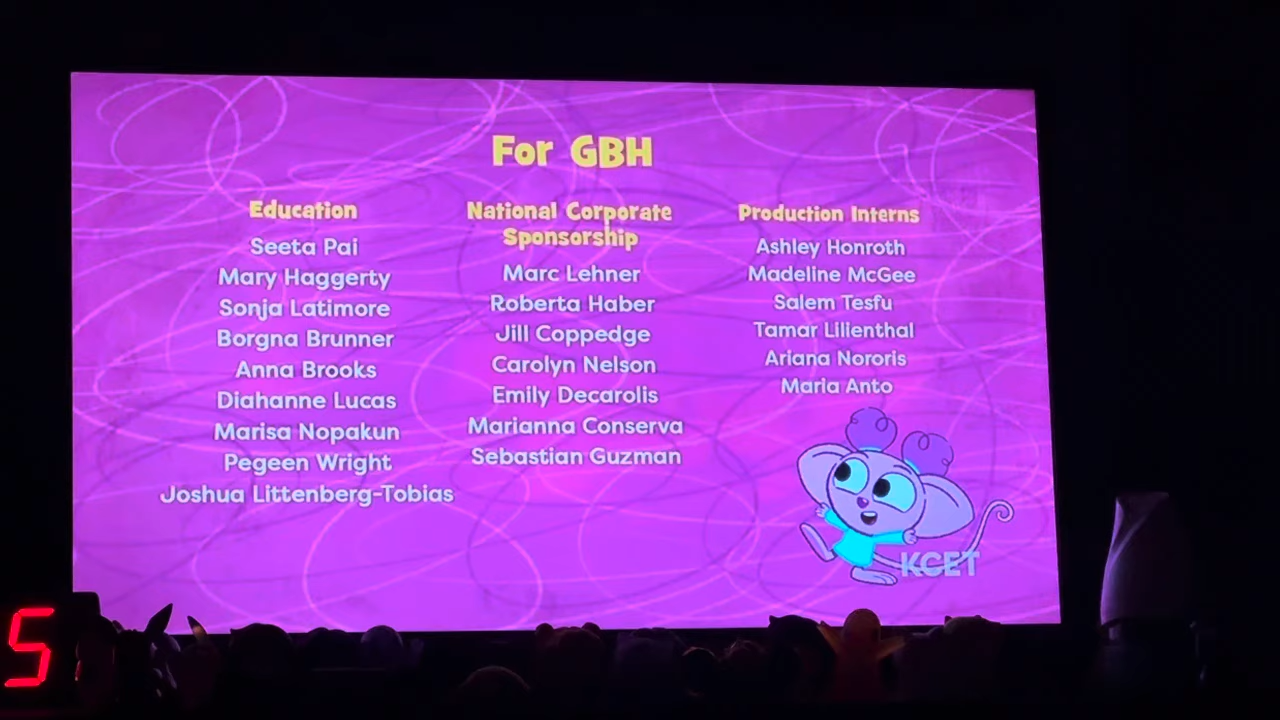 For GBH
Education
Seeta Pai
Mary Haggerty
Sonja Latimore
Borgna Brunner
Anna Brooks
Diahanne Lucas
Marisa Nopakun
Pegeen Wright
Joshua Littenberg-Tobias
National Corporate
Sponsorship
Marc Lehner
Roberta Haber
Jill Coppedge
Carolyn Nelson
Emily Decarolis
Marianna Conserva
Sebastian Guzman
Production Interns
Ashley Honroth
Madeline McGee
Salem Tesfu
Tamar Lilienthal
Ariana Nororis
Maria Anto
KCET
5